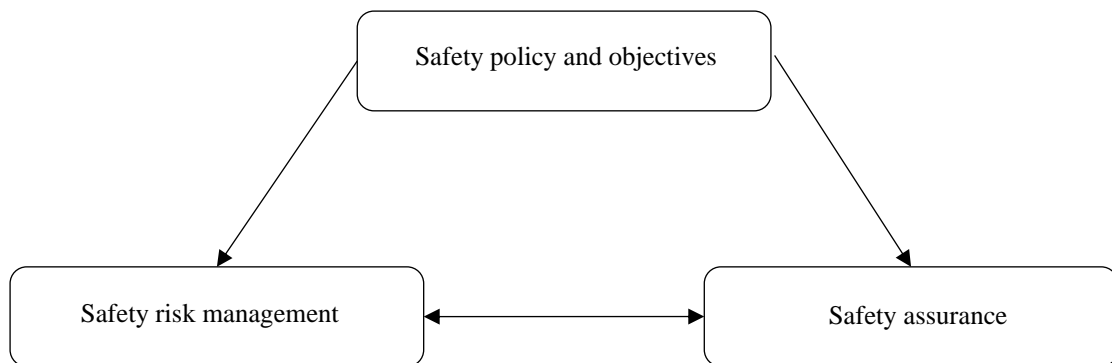 Safety policy and objectives
Safety risk management
Safety assurance